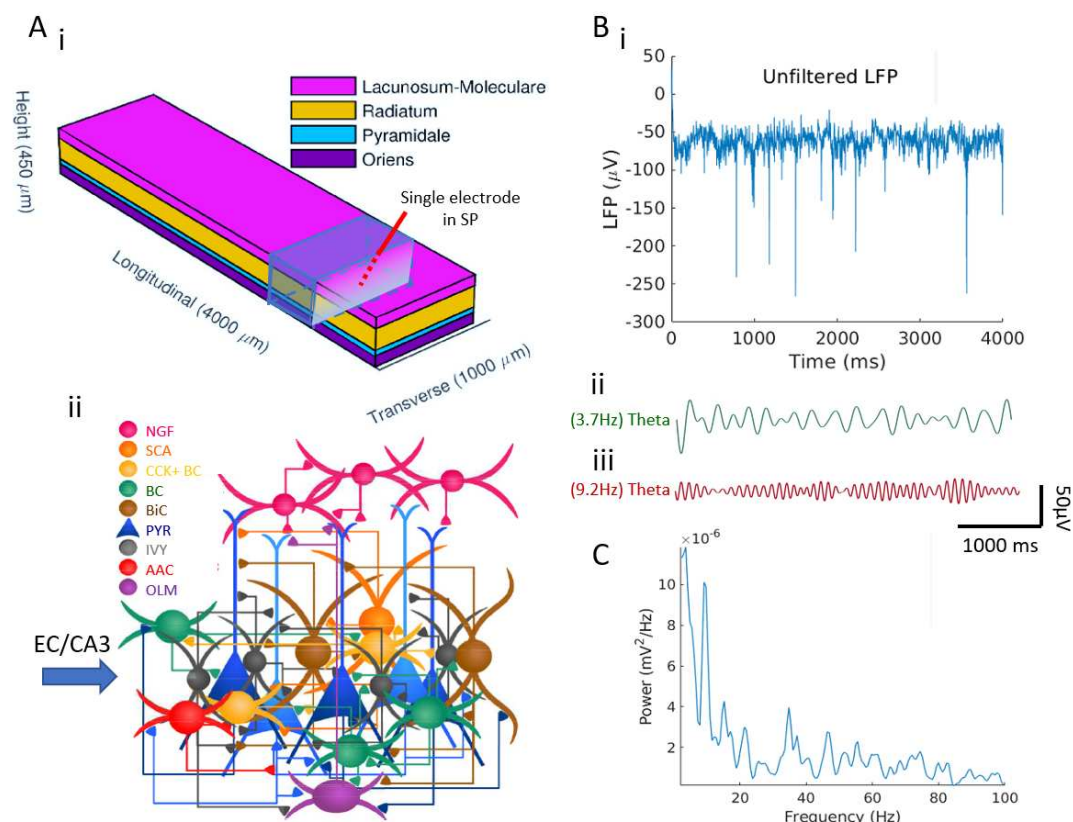 A i
Height (450 μm)
Lacunosum-Moleculare
Radiatum
Pyramidale
Oriens
Single electrode
in SP
Longitudinal (4000 μm)
Transverse (1000 μm)
ii
NGF
SCA
CCK+ BC
BC
BiC
PYR
IVY
AAC
OLM
EC/CA3
B i
Unfiltered LFP
LFP (μV)
50
0
-50
-100
-150
-200
-250
-300
0 1000 2000 3000 4000
Time (ms)
ii
(3.7Hz) Theta
iii
(9.2Hz) Theta
50μV
1000 ms
C
×10⁻⁶
Power (mV²/Hz)
10
8
6
4
2
20 40 60 80 100
Frequency (Hz)